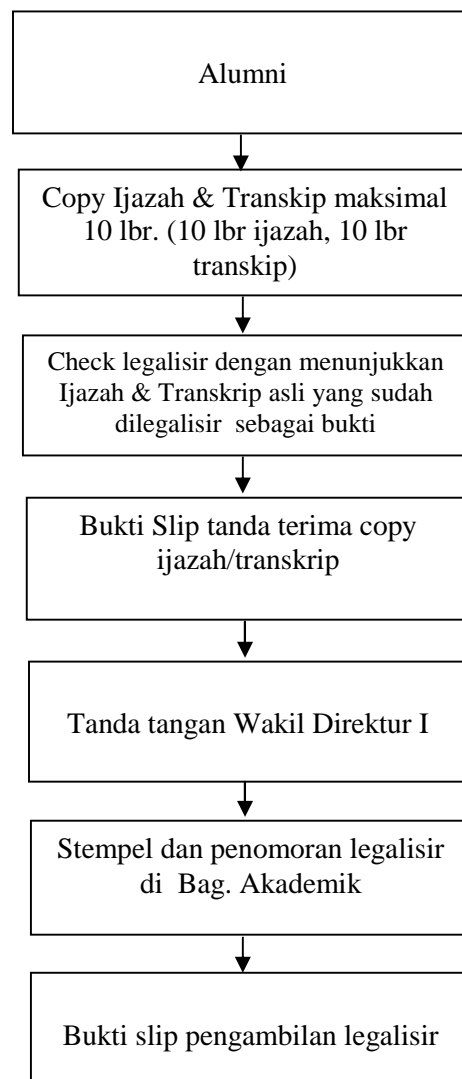 Alumni
Copy Ijazah & Transkip maksimal
10 lbr. (10 lbr ijazah, 10 lbr
transkip)
Check legalisir dengan menunjukkan
Ijazah & Transkrip asli yang sudah
dilegalisir sebagai bukti
Bukti Slip tanda terima copy
ijazah/transkrip
Tanda tangan Wakil Direktur I
Stempel dan penomoran legalisir
di Bag. Akademik
Bukti slip pengambilan legalisir